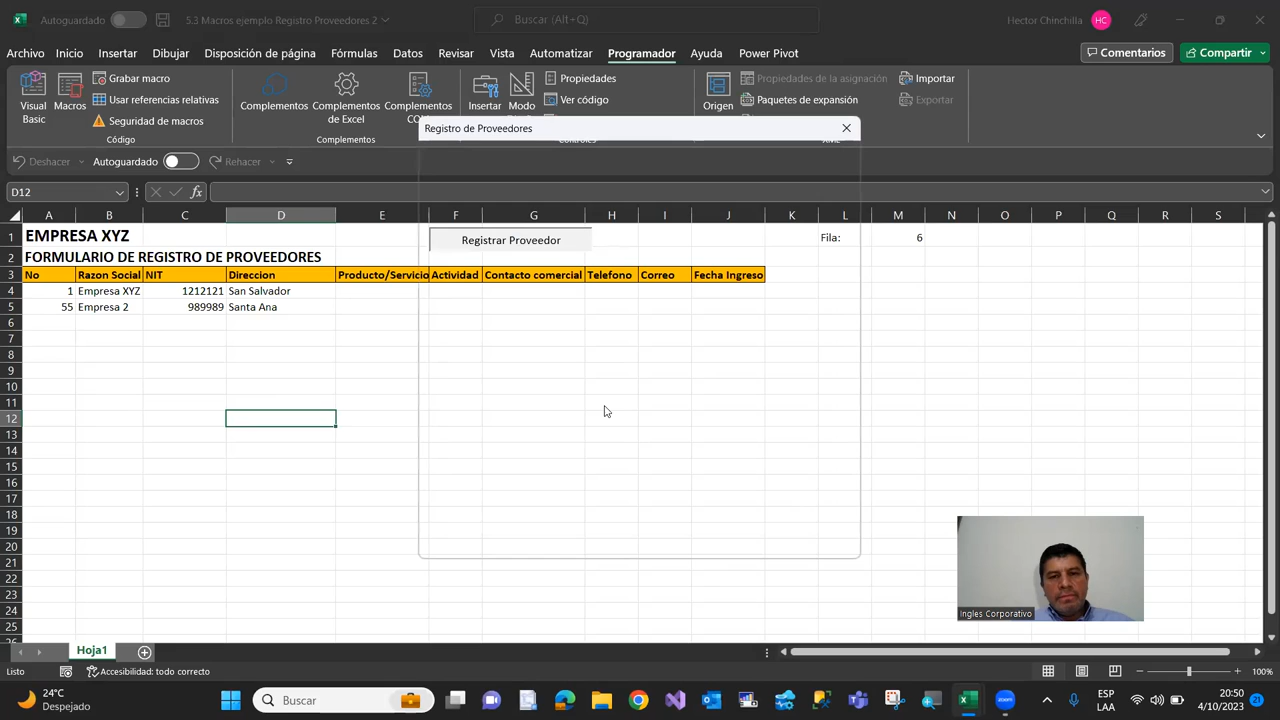 Autoguardado
5.3 Macros ejemplo Registro Proveedores 2
Buscar (Alt+Q)
Hector Chinchilla
HC
Archivo Inicio Insertar Dibujar Disposición de página Fórmulas Datos Revisar Vista Automatizar Programador Ayuda Power Pivot
Comentarios
Compartir
Visual Basic
Macros
Grabar macro
Usar referencias relativas
Seguridad de macros
Código
Complementos
Complementos de Excel
Complementos
Complementos
Insertar
Modo
Propiedades
Ver código
Origen
Propiedades de la asignación
Paquetes de expansión
Importar
Exportar
Registro de Proveedores
Deshacer
Autoguardado
Rehacer
D12
fx
A B C D E F G H I J K L M N O P Q R S
1 EMPRESA XYZ
Registrar Proveedor
Fila: 6
2 FORMULARIO DE REGISTRO DE PROVEEDORES
3 No Razon Social NIT Direccion Producto/Servicio Actividad Contacto comercial Telefono Correo Fecha Ingreso
4 1 Empresa XYZ 1212121 San Salvador
5 55 Empresa 2 989989 Santa Ana
6
7
8
9
10
11
12
13
14
15
16
17
18
19
20
21
22
23
24
25
Ingles Corporativo
Hoja1
Listo
Accesibilidad: todo correcto
100%
24°C
Despejado
Buscar
ESP
LAA
20:50
4/10/2023
21